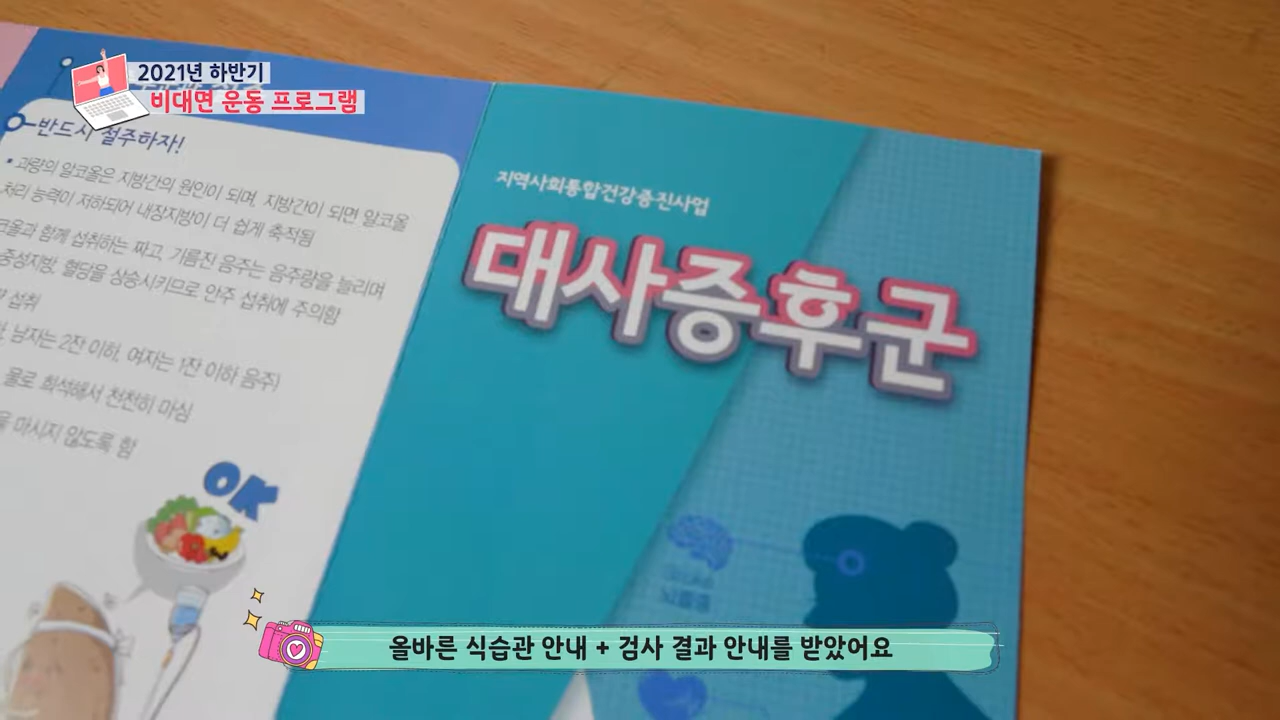 2021년 하반기
비대면 운동 프로그램
반드시 절주하자!
• 과량의 알코올은 지방간의 원인이 되며, 지방간이 되면 알코올
처리 능력이 저하되어 내장지방이 더 쉽게 축적됨
코올과 함께 섭취하는 짜고, 기름진 음주는 음주량을 늘리며
중성지방, 혈당을 상승시키므로 안주 섭취에 주의함
섭취
남자는 2잔 이하, 여자는 1잔 이하 음주)
물로 희석해서 천천히 마심
마시지 않도록 함
OK
지역사회통합건강증진사업
대사증후군
올바른 식습관 안내 + 검사 결과 안내를 받았어요